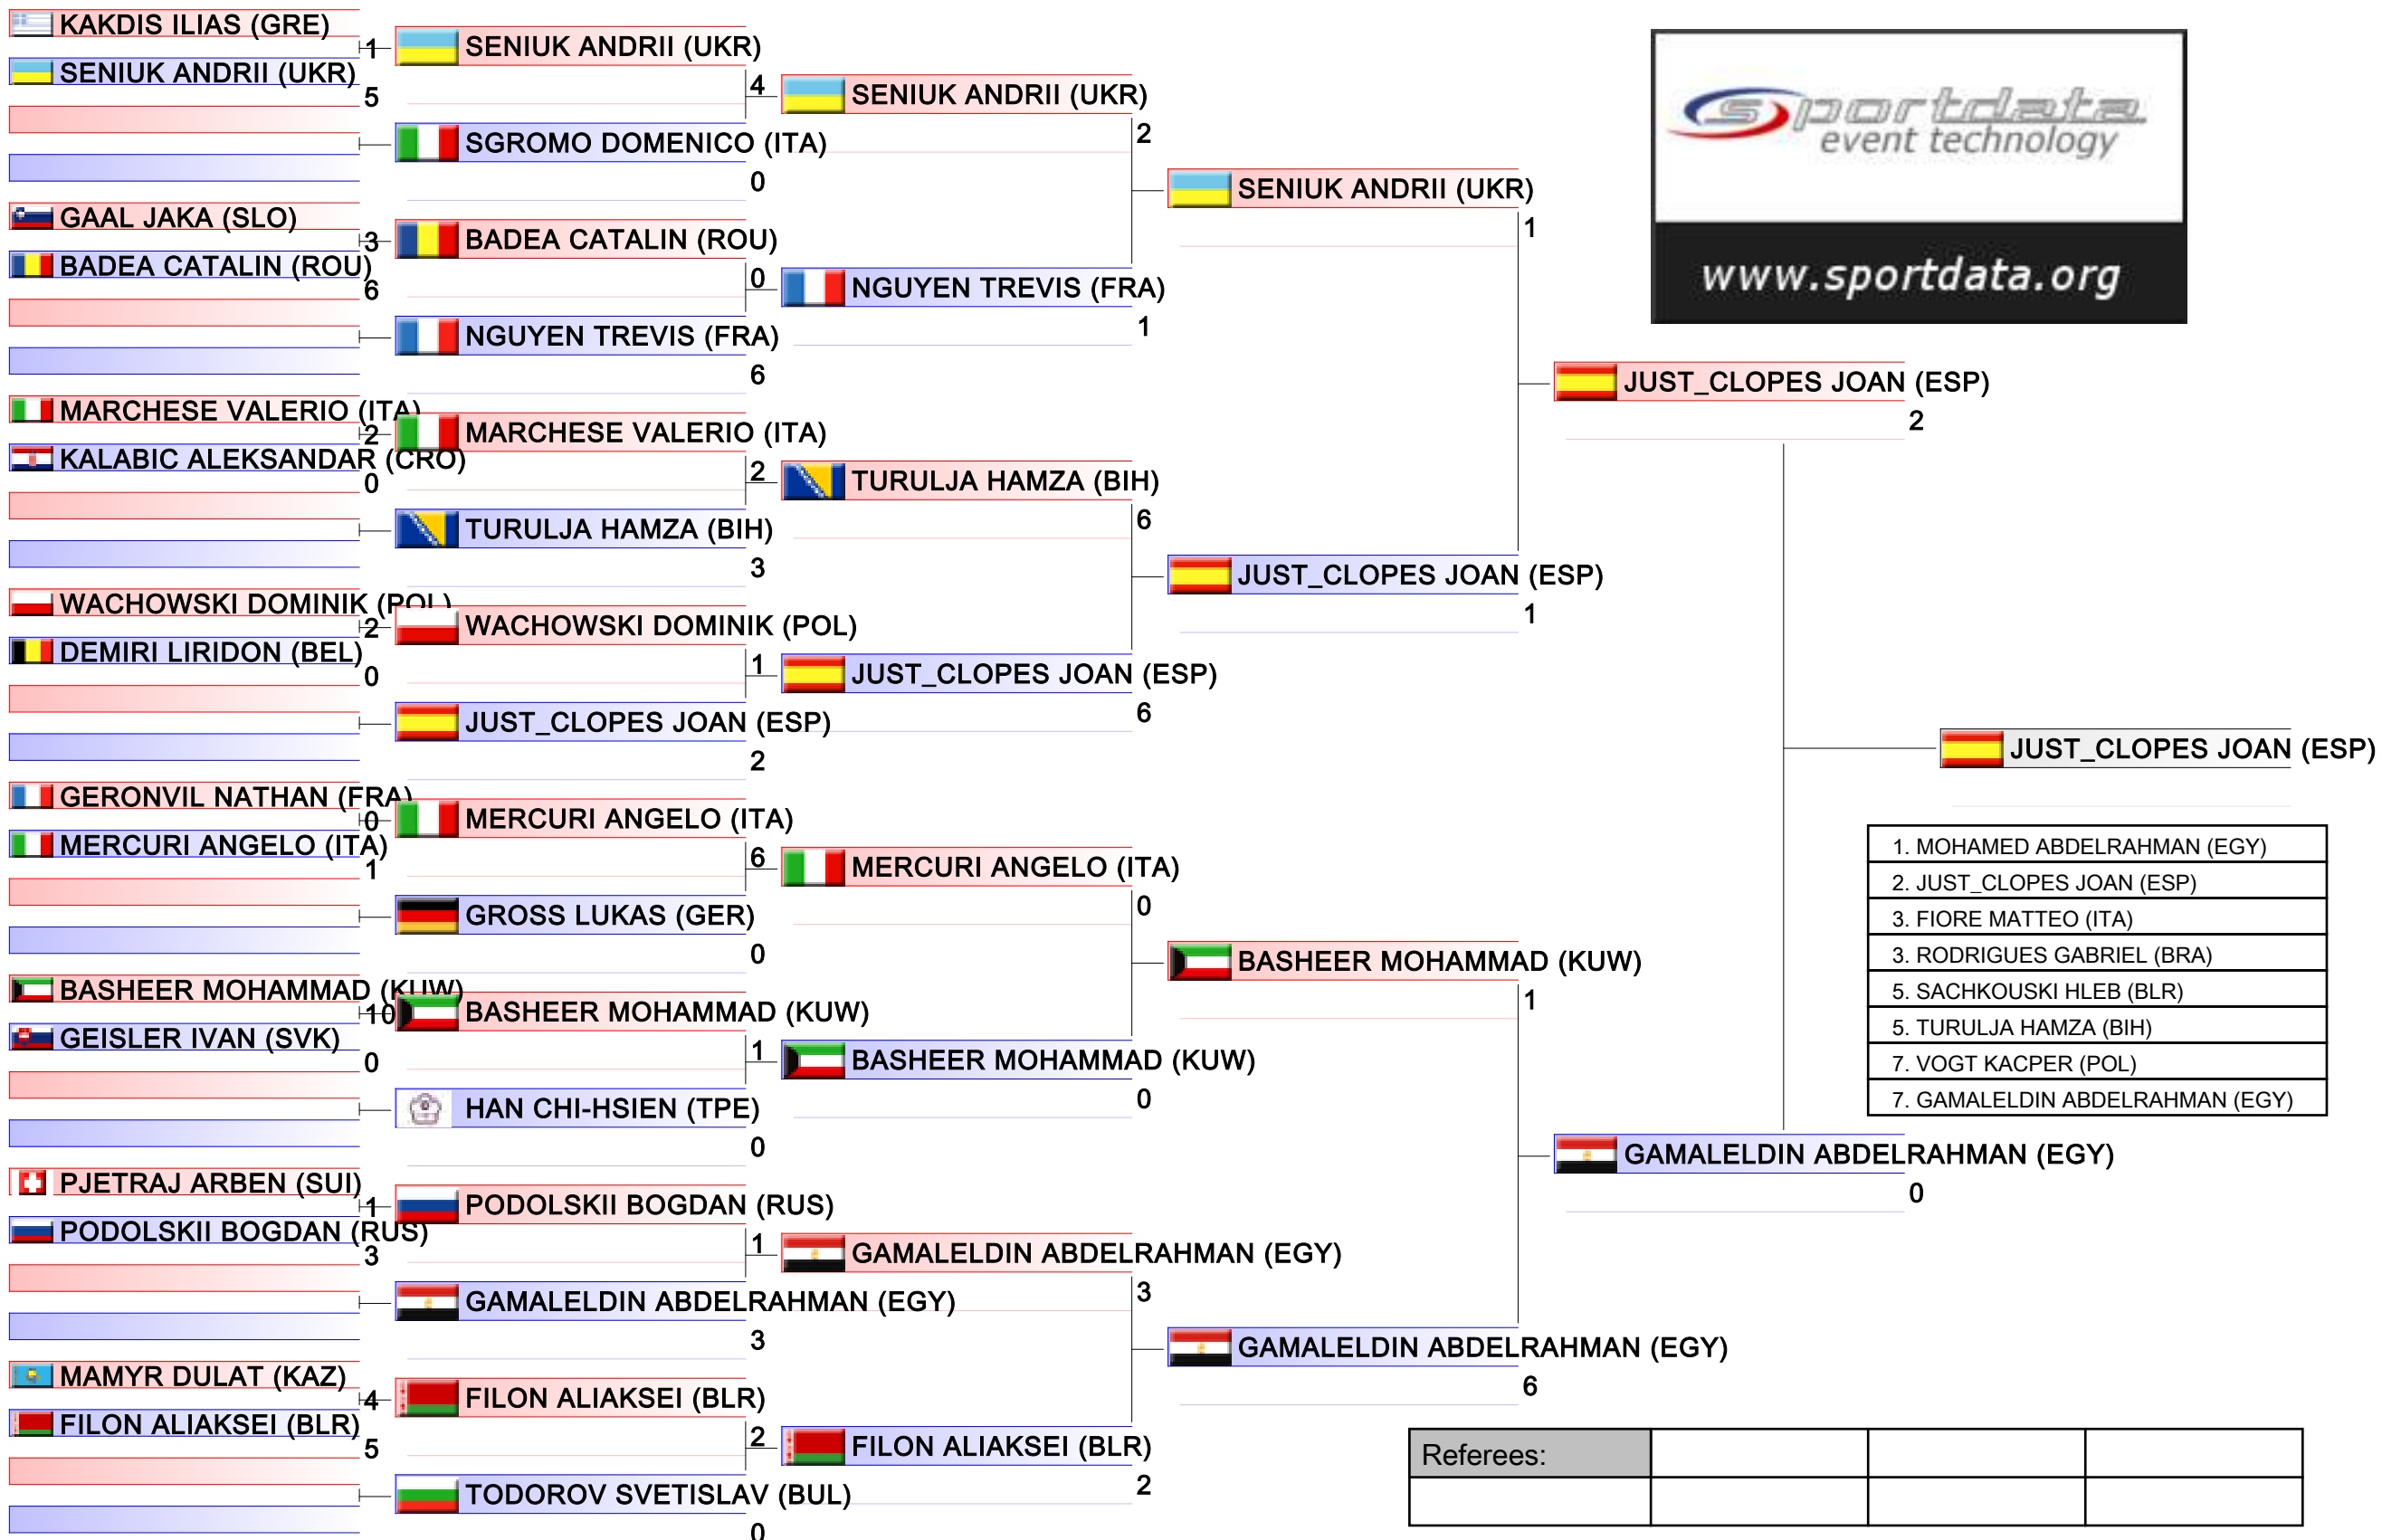 KAKDIS ILIAS (GRE)
1
SENIUK ANDRII (UKR)
5
GAAL JAKA (SLO)
3
BADEA CATALIN (ROU)
6
MARCHESE VALERIO (ITA)
2
KALABIC ALEKSANDAR (CRO)
0
WACHOWSKI DOMINIK (POL)
2
DEMIRI LIRIDON (BEL)
0
GERONVIL NATHAN (FRA)
0
MERCURI ANGELO (ITA)
1
BASHEER MOHAMMAD (KUW)
10
GEISLER IVAN (SVK)
0
PJETRAJ ARBEN (SUI)
1
PODOLSKII BOGDAN (RUS)
3
MAMYR DULAT (KAZ)
4
FILON ALIAKSEI (BLR)
5
SENIUK ANDRII (UKR)
4
SGROMO DOMENICO (ITA)
0
BADEA CATALIN (ROU)
0
NGUYEN TREVIS (FRA)
6
MARCHESE VALERIO (ITA)
2
TURULJA HAMZA (BIH)
3
WACHOWSKI DOMINIK (POL)
1
JUST_CLOPES JOAN (ESP)
2
MERCURI ANGELO (ITA)
6
GROSS LUKAS (GER)
0
BASHEER MOHAMMAD (KUW)
1
HAN CHI-HSIEN (TPE)
0
PODOLSKII BOGDAN (RUS)
1
GAMALELDIN ABDELRAHMAN (EGY)
3
FILON ALIAKSEI (BLR)
2
TODOROV SVETISLAV (BUL)
0
SENIUK ANDRII (UKR)
2
NGUYEN TREVIS (FRA)
1
TURULJA HAMZA (BIH)
6
JUST_CLOPES JOAN (ESP)
6
MERCURI ANGELO (ITA)
0
BASHEER MOHAMMAD (KUW)
0
GAMALELDIN ABDELRAHMAN (EGY)
3
FILON ALIAKSEI (BLR)
2
SENIUK ANDRII (UKR)
1
JUST_CLOPES JOAN (ESP)
1
BASHEER MOHAMMAD (KUW)
1
GAMALELDIN ABDELRAHMAN (EGY)
6
JUST_CLOPES JOAN (ESP)
2
GAMALELDIN ABDELRAHMAN (EGY)
0
JUST_CLOPES JOAN (ESP)
sportdata
event technology
www.sportdata.org
1. MOHAMED ABDELRAHMAN (EGY)
2. JUST_CLOPES JOAN (ESP)
3. FIORE MATTEO (ITA)
3. RODRIGUES GABRIEL (BRA)
5. SACHKOUSKI HLEB (BLR)
5. TURULJA HAMZA (BIH)
7. VOGT KACPER (POL)
7. GAMALELDIN ABDELRAHMAN (EGY)
Referees: